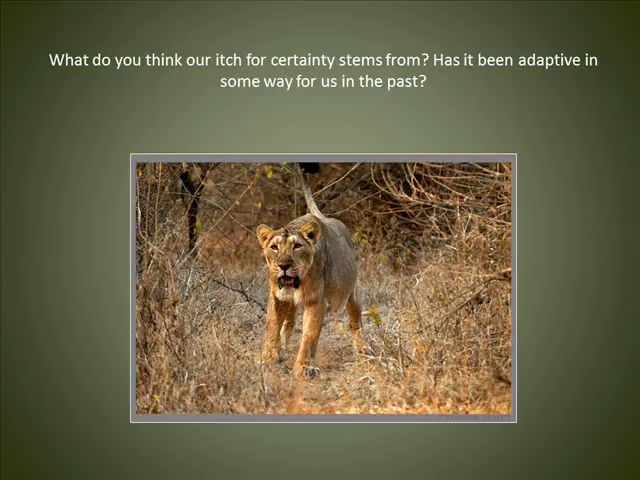 What do you think our itch for certainty stems from? Has it been adaptive in
some way for us in the past?